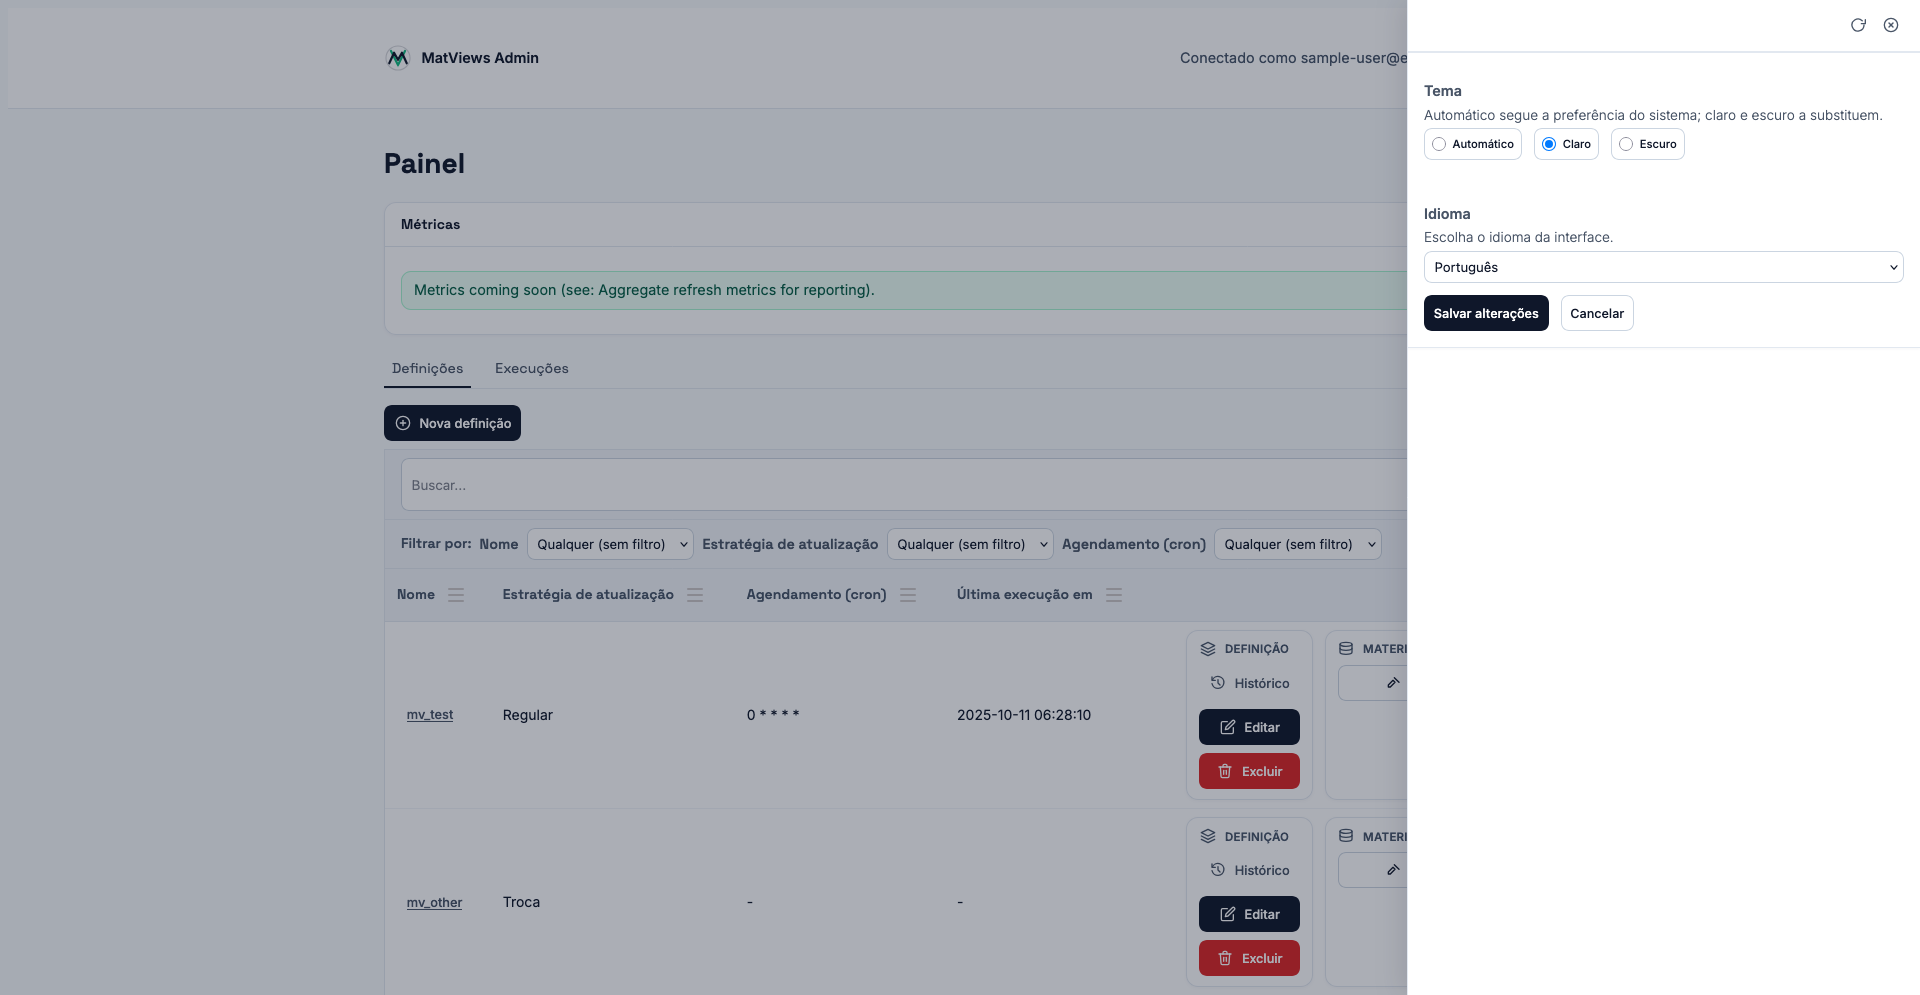 MatViews Admin
Conectado como sample-user@e
Painel
Métricas
Metrics coming soon (see: Aggregate refresh metrics for reporting).
Definições Execuções
Nova definição
Buscar...
Filtrar por: Nome Qualquer (sem filtro) Estratégia de atualização Qualquer (sem filtro) Agendamento (cron) Qualquer (sem filtro)
Nome Estratégia de atualização Agendamento (cron) Última execução em
DEFINIÇÃO MATERI
Histórico
mv_test Regular 0 * * * * 2025-10-11 06:28:10
Editar
Excluir
DEFINIÇÃO MATERI
Histórico
mv_other Troca - -
Editar
Excluir
Tema
Automático segue a preferência do sistema; claro e escuro a substituem.
Automático Claro Escuro
Idioma
Escolha o idioma da interface.
Português
Salvar alterações Cancelar